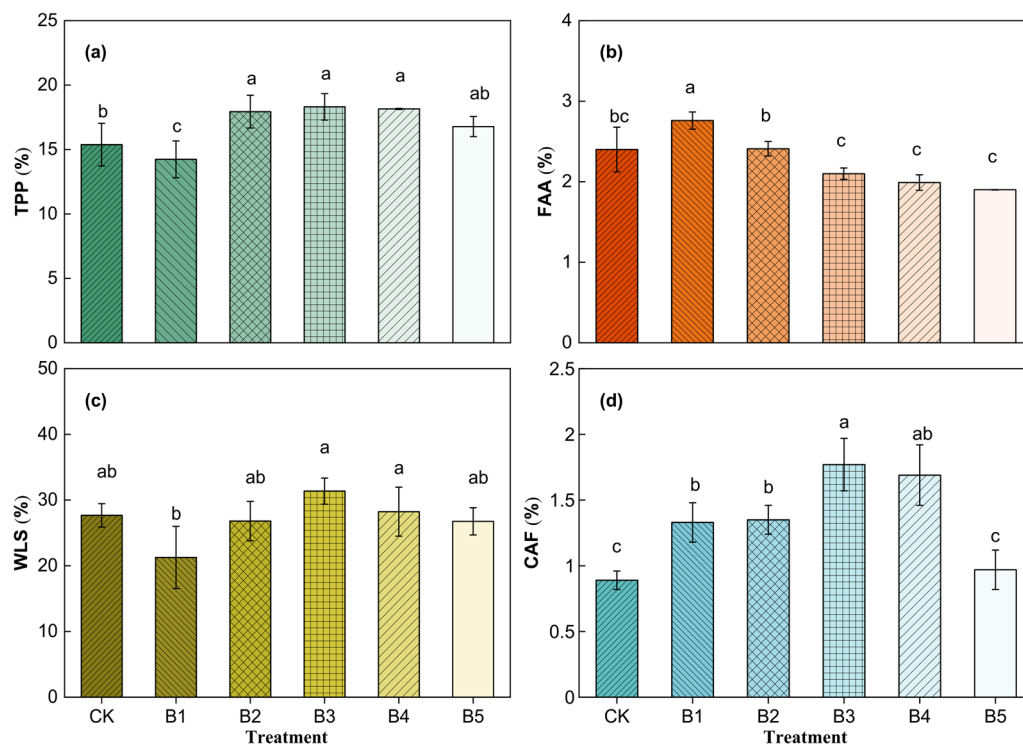 25
20
15
10
5
0
TPP (%)
(a)
b
c
a
a
a
ab
4
3
2
1
0
FAA (%)
(b)
bc
a
b
c
c
c
50
40
30
20
10
0
WLS (%)
(c)
ab
b
ab
a
a
ab
CK B1 B2 B3 B4 B5
Treatment
2.5
2
1.5
1
0.5
0
CAF (%)
(d)
c
b
b
a
ab
c
CK B1 B2 B3 B4 B5
Treatment